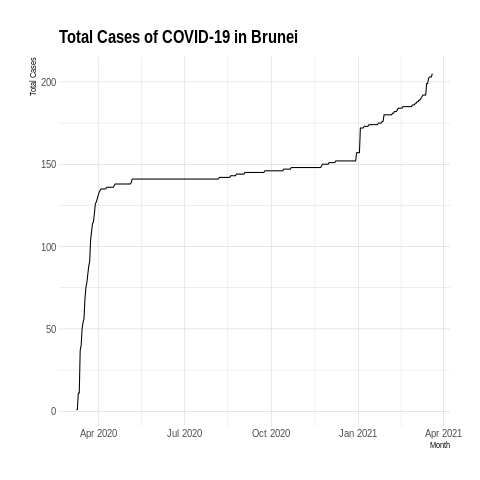 Total Cases of COVID-19 in Brunei
Total Cases
200
150
100
50
0
Apr 2020 Jul 2020 Oct 2020 Jan 2021 Apr 2021
Month